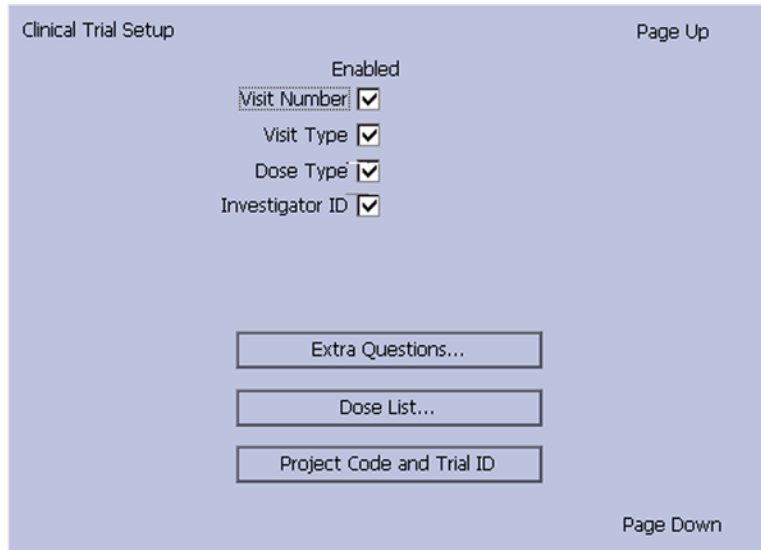 Clinical Trial Setup
Page Up
Enabled
Visit Number
Visit Type
Dose Type
Investigator ID
Extra Questions...
Dose List...
Project Code and Trial ID
Page Down